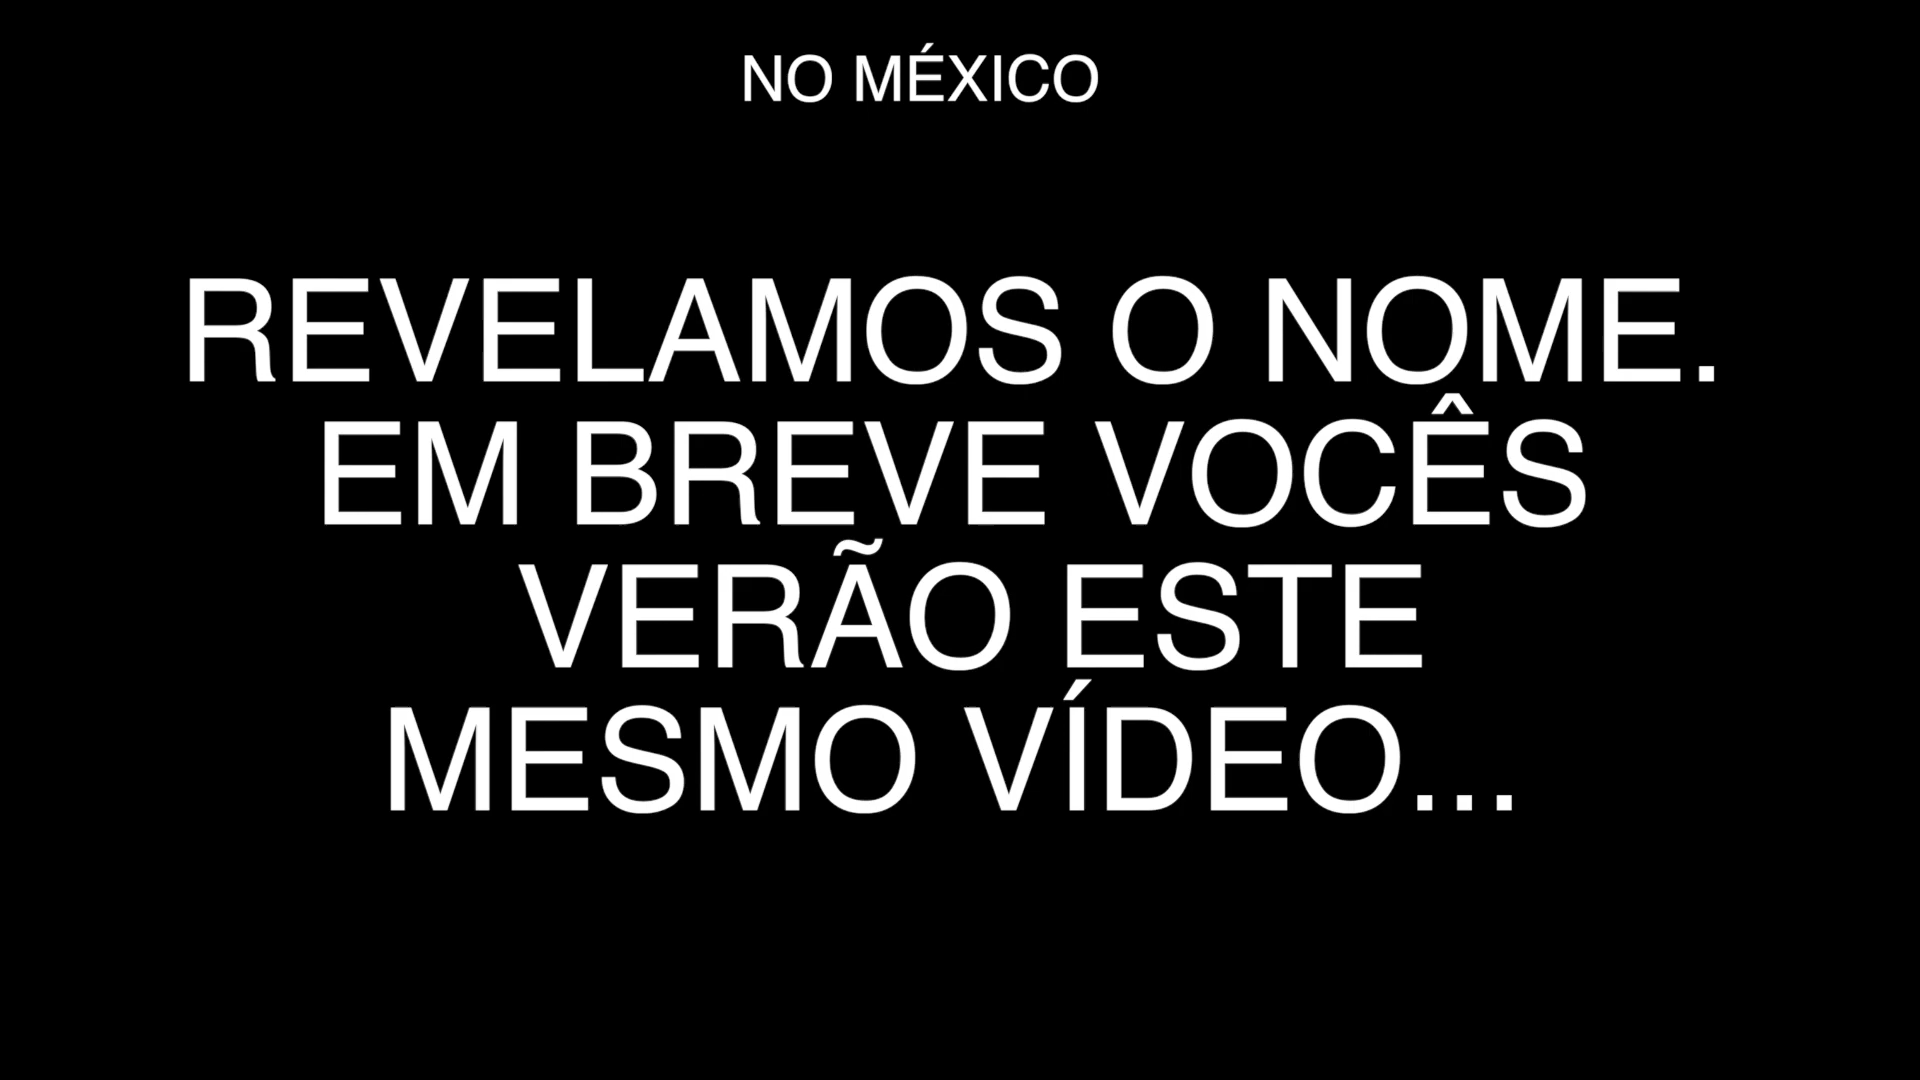 NO MÉXICO
REVELAMOS O NOME.
EM BREVE VOCÊS
VERÃO ESTE
MESMO VÍDEO...